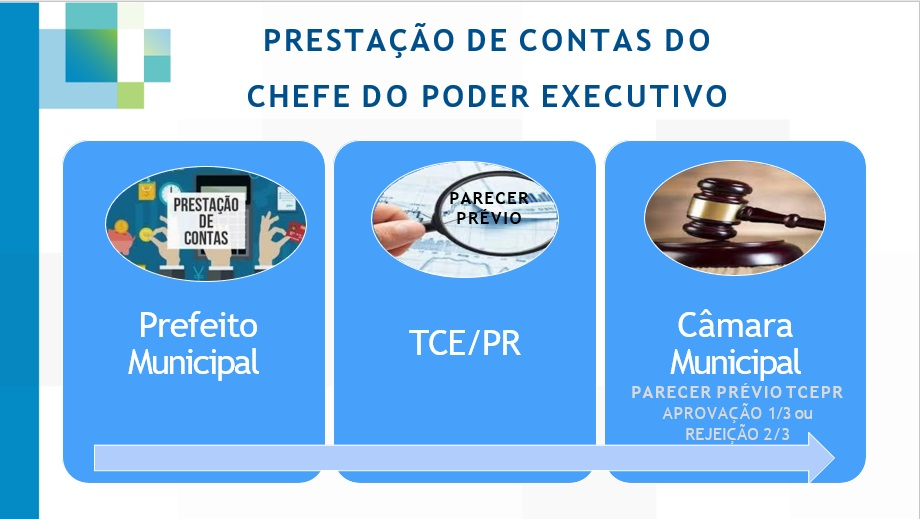 PRESTAÇÃO DE CONTAS DO
CHEFE DO PODER EXECUTIVO
PRESTAÇÃO
DE
CONTAS
Prefeito
Municipal
PARECER
PRÉVIO
TCE/PR
Câmara
Municipal
PARECER PRÉVIO TCEPR
APROVAÇÃO 1/3 ou
REJEIÇÃO 2/3